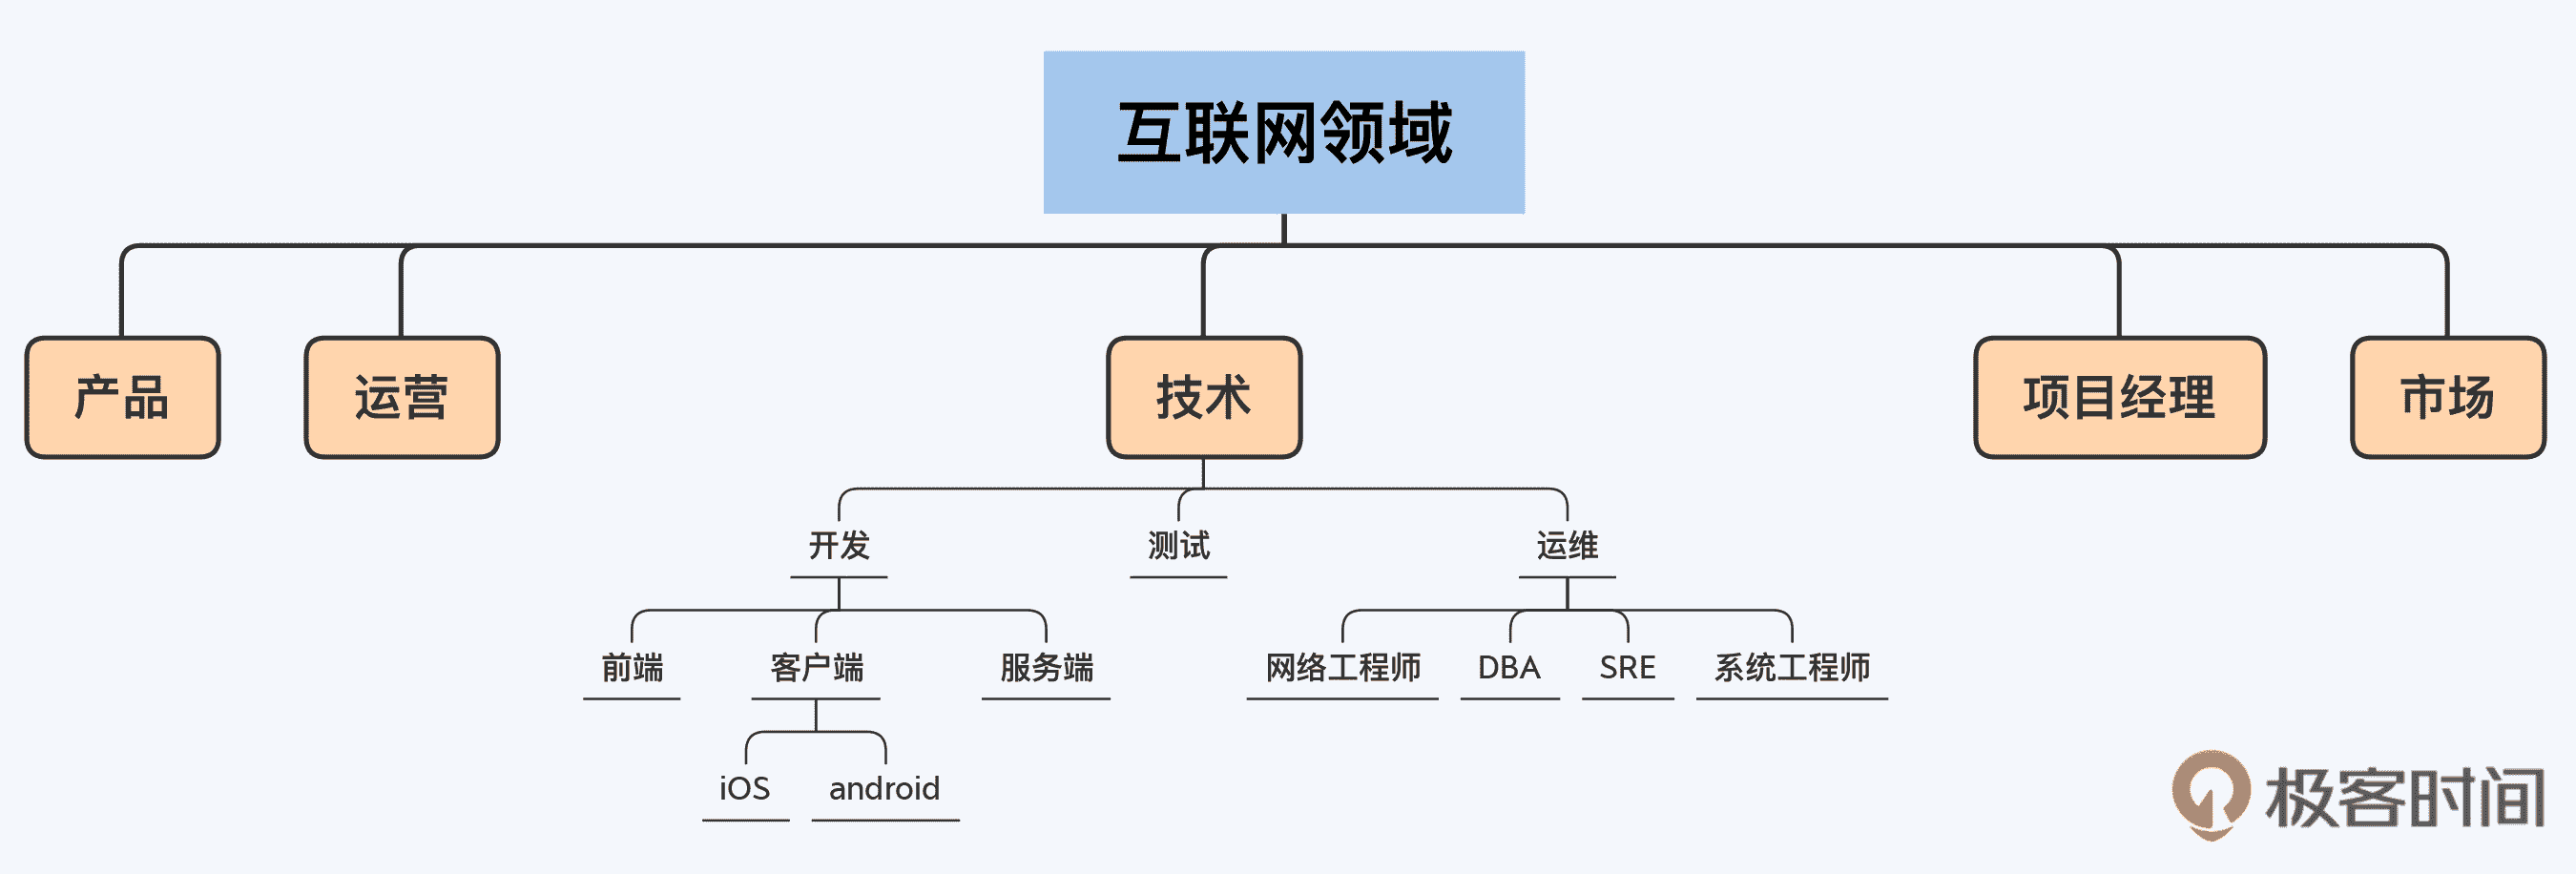 互联网领域
产品 运营 技术 项目经理 市场
开发 测试 运维
前端 客户端 服务端 网络工程师 DBA SRE 系统工程师
iOS android
极客时间